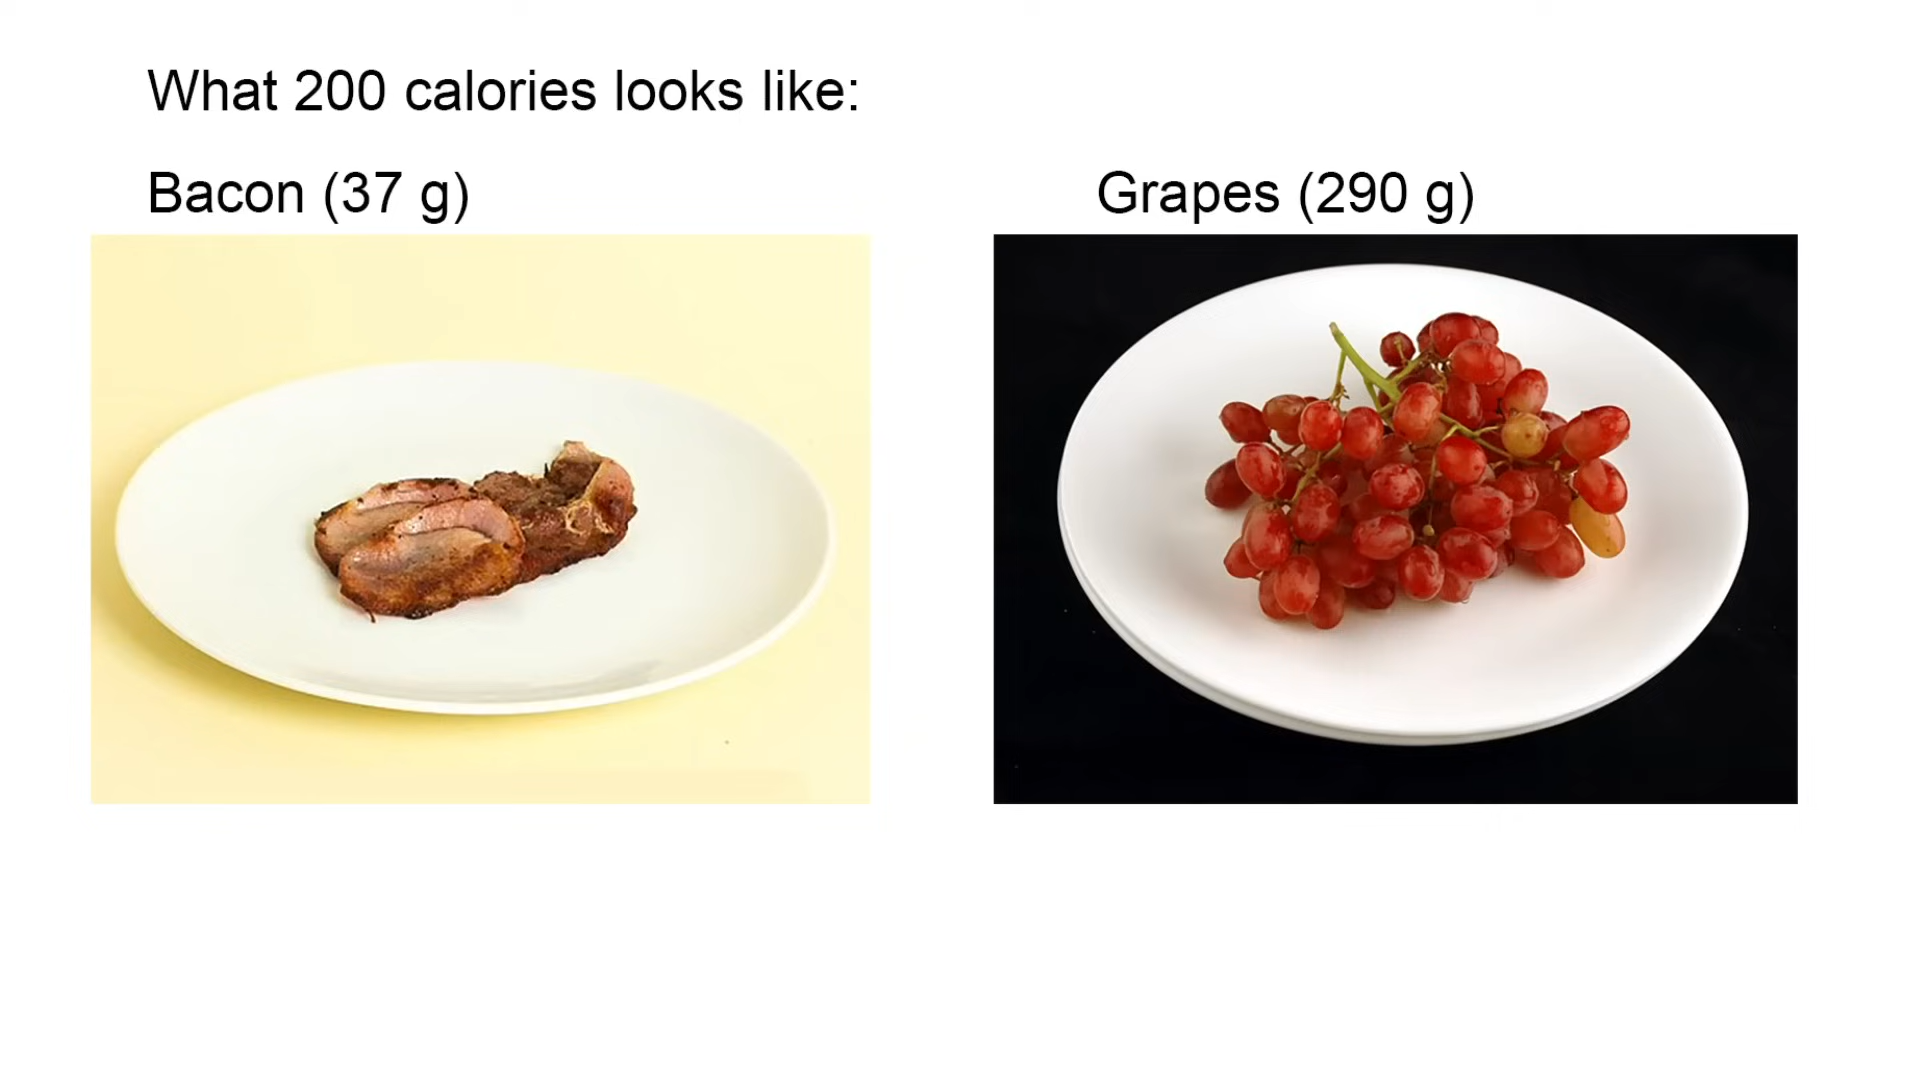 What 200 calories looks like:
Bacon (37 g)
Grapes (290 g)